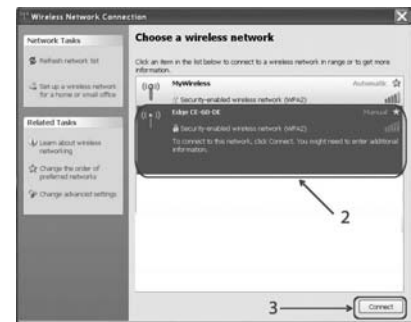 Wireless Network Connection
Network Tasks
Refresh network list
Set up a wireless network
for a home or small office
Related Tasks
Learn about wireless
networking
Change the order of
preferred networks
Change advanced settings
Choose a wireless network
Click an item in the list below to connect to a wireless network in range or to get more
information.
MyWireless
Automatic
Security-enabled wireless network (WPA2)
Edge
Manual
Security-enabled wireless network (WPA2)
To connect to this network, click Connect. You might need to enter additional
information.
2
3
Connect